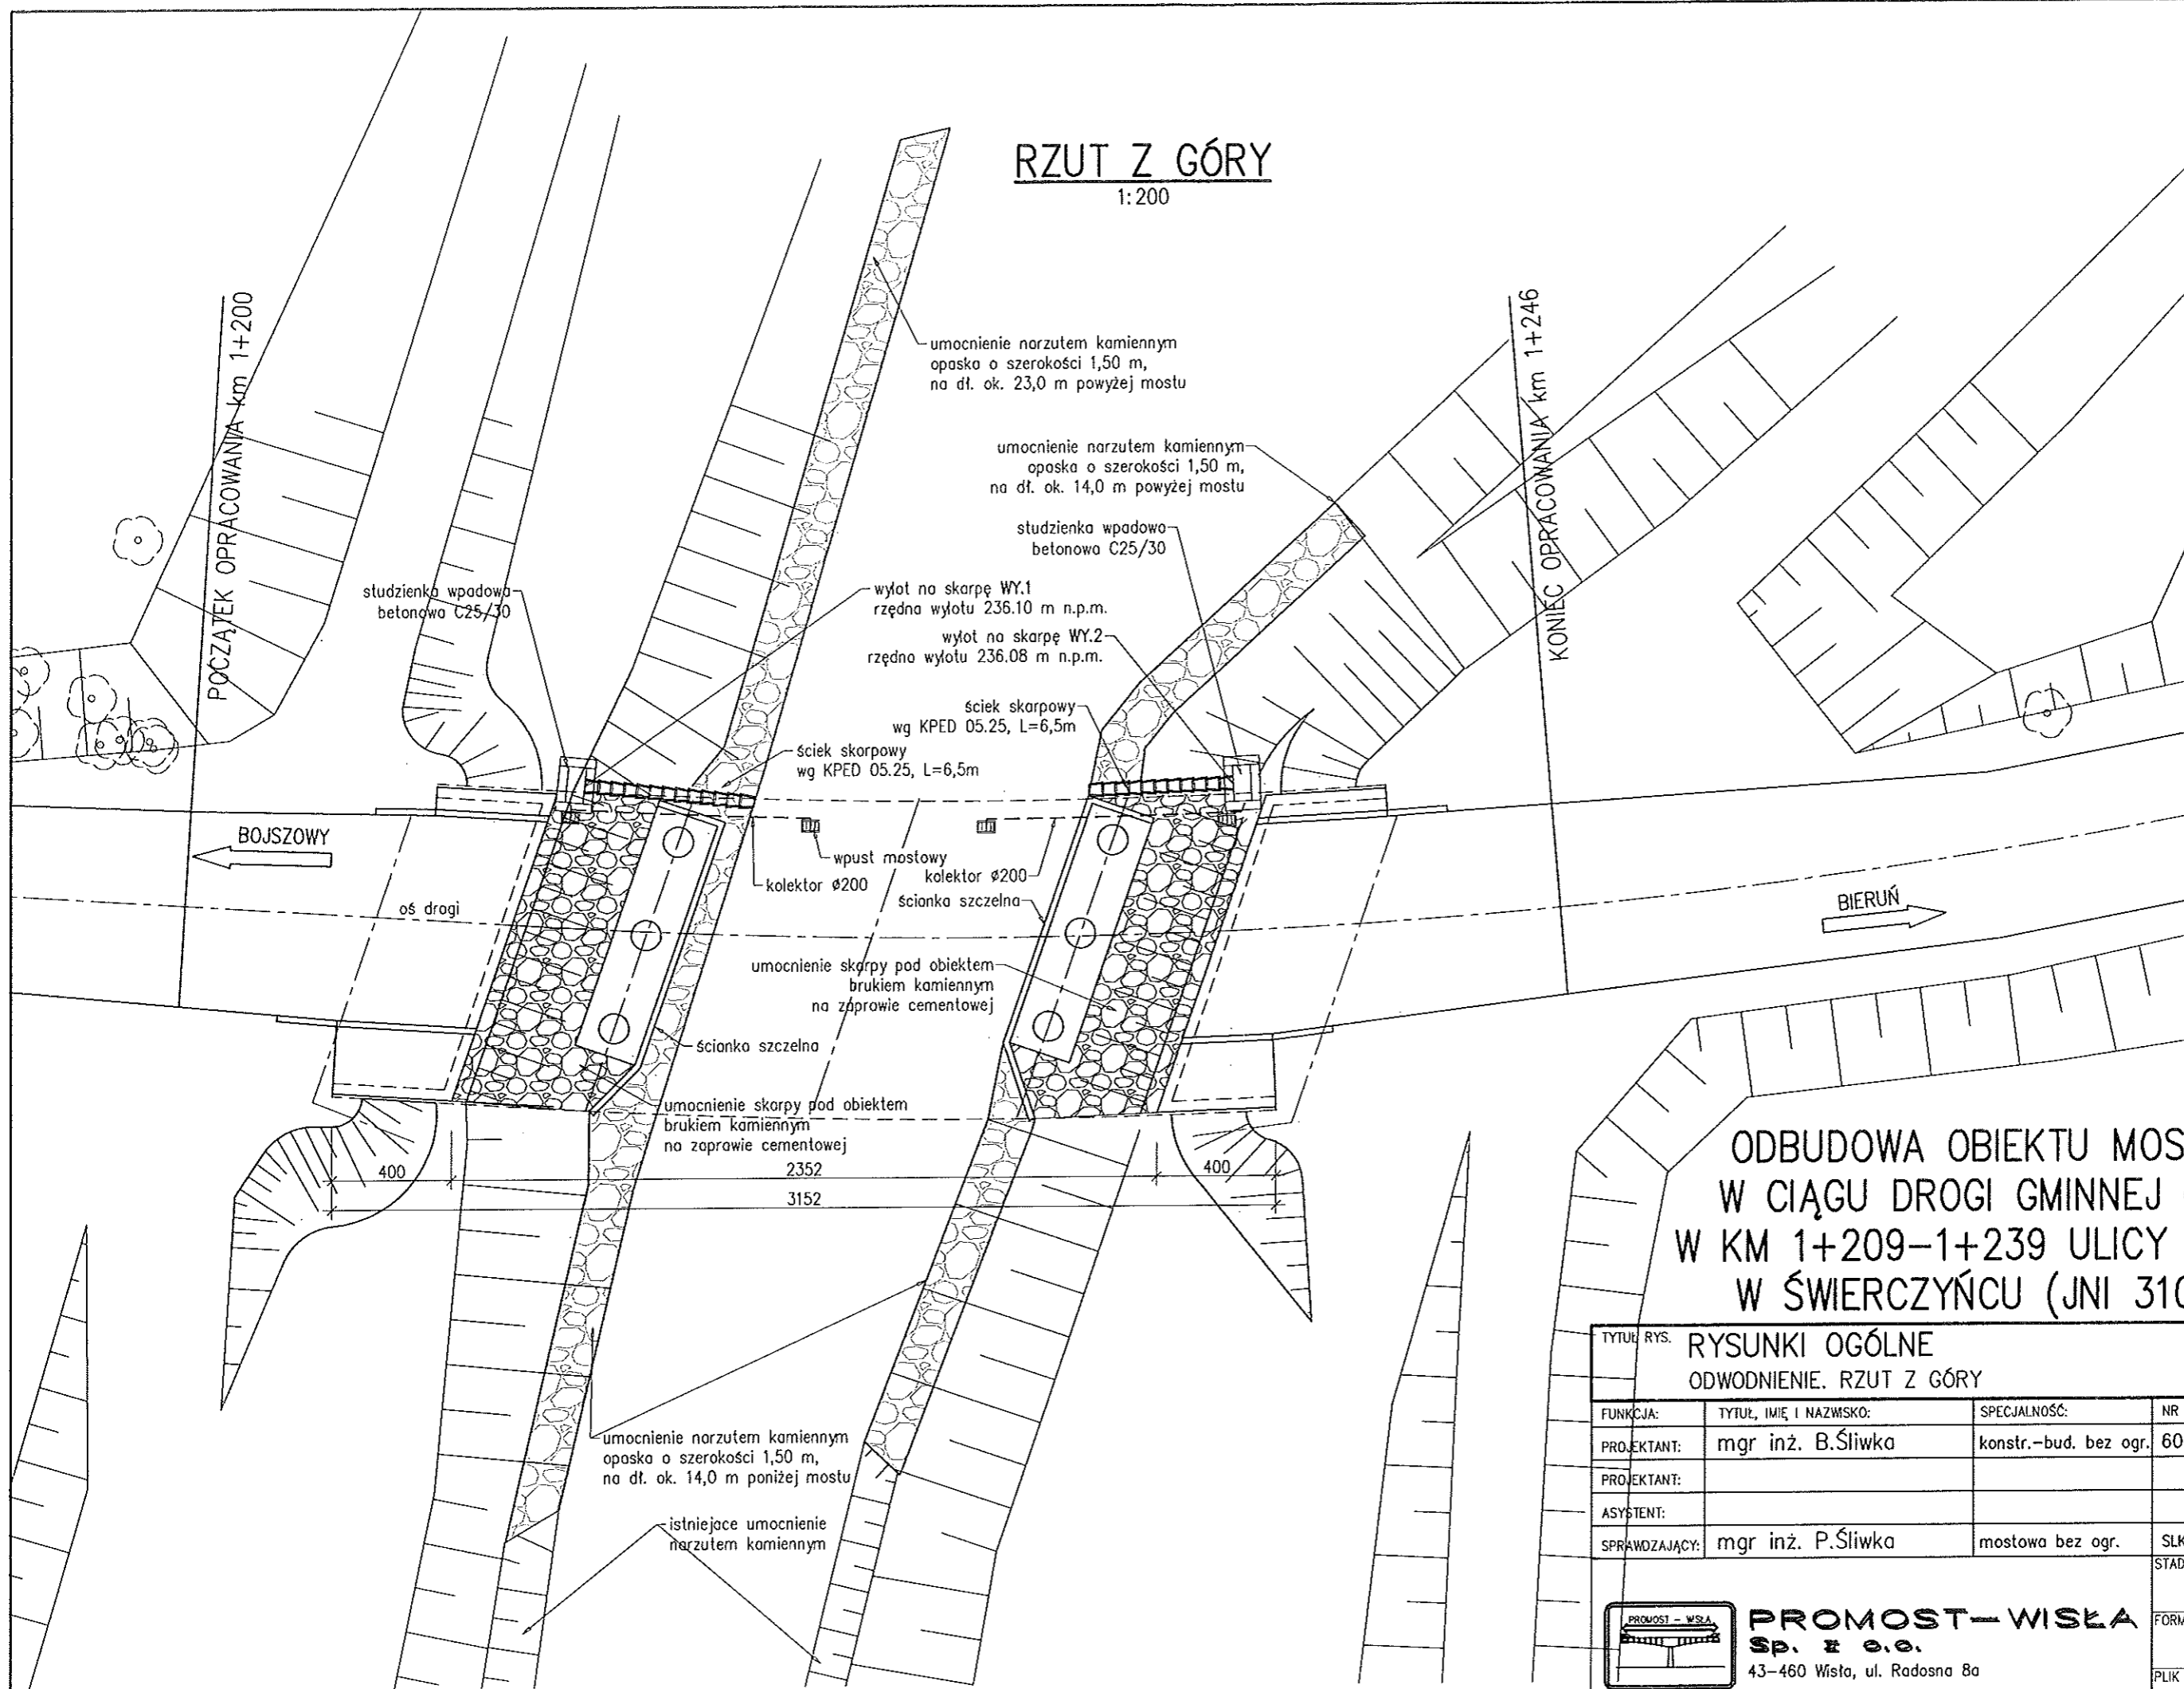 RZUT Z GÓRY
1:200
POCZĄTEK OPRACOWANIA km 1+200
KONIEC OPRACOWANIA km 1+246
umocnienie narzutem kamiennym
opaska o szerokości 1,50 m,
na dł. ok. 23,0 m powyżej mostu
umocnienie narzutem kamiennym
opaska o szerokości 1,50 m,
na dł. ok. 14,0 m powyżej mostu
studzienka wpadowa
betonowa C25/30
studzienka wpadowa
betonowa C25/30
wylot na skarpę WY.1
rzędna wylotu 236.10 m n.p.m.
wylot na skarpę WY.2
rzędna wylotu 236.08 m n.p.m.
ściek skarpowy
wg KPED 05.25, L=6,5m
ściek skarpowy
wg KPED 05.25, L=6,5m
BOJSZOWY
wpust mostowy
kolektor ø200
kolektor ø200
ścianka szczelna
oś drogi
BIERUŃ
umocnienie skarpy pod obiektem
brukiem kamiennym
na zaprawie cementowej
ścianka szczelna
umocnienie skarpy pod obiektem
brukiem kamiennym
na zaprawie cementowej
400
2352
400
3152
umocnienie narzutem kamiennym
opaska o szerokości 1,50 m,
na dł. ok. 14,0 m poniżej mostu
istniejace umocnienie
narzutem kamiennym
ODBUDOWA OBIEKTU MOS
W CIĄGU DROGI GMINNEJ
W KM 1+209-1+239 ULICY
W ŚWIERCZYŃCU (JNI 310
TYTUŁ RYS. RYSUNKI OGÓLNE
ODWODNIENIE. RZUT Z GÓRY
FUNKCJA: TYTUŁ, IMIĘ I NAZWISKO: SPECJALNOŚĆ: NR
PROJEKTANT: mgr inż. B.Śliwka konstr.-bud. bez ogr. 60
PROJEKTANT:
ASYSTENT:
SPRAWDZAJĄCY: mgr inż. P.Śliwka mostowa bez ogr. SLK
STAD
PROMOST - WISŁA
PROMOST-WISŁA
Sp. z o.o.
43-460 Wisła, ul. Radosna 8a
FORM
PLIK